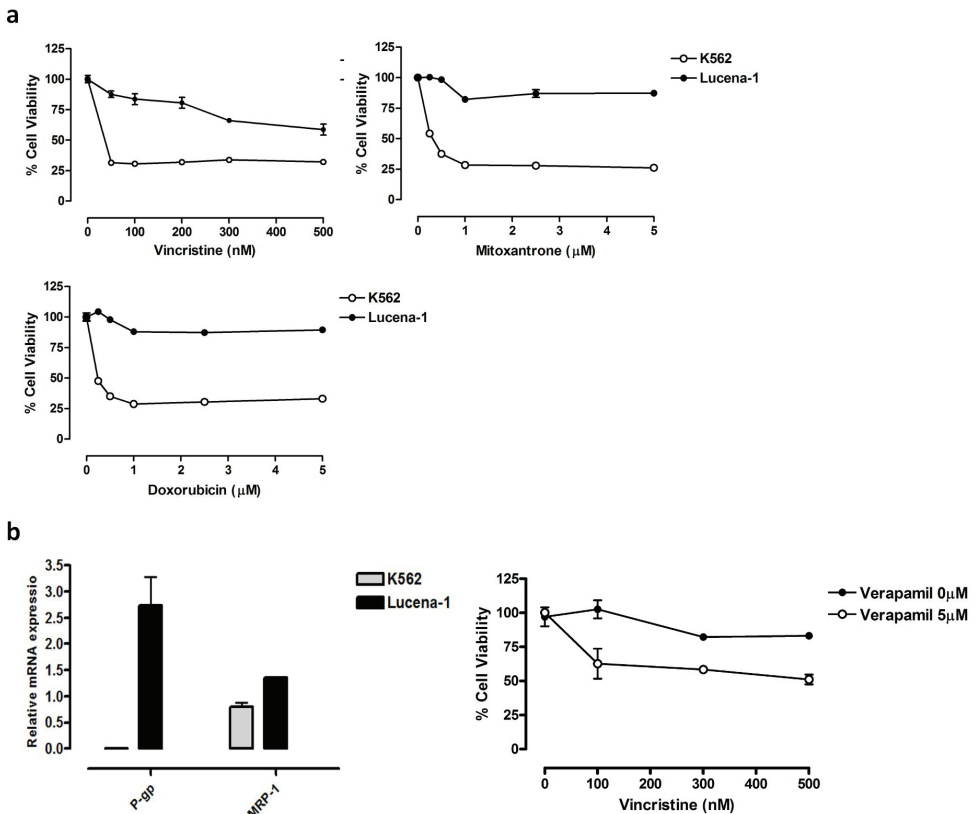 a
125
100
75
50
25
0
% Cell Viability
0 100 200 300 400 500
Vincristine (nM)
125
100
75
50
25
0
% Cell Viability
0 1 2 3 4 5
Mitoxantrone (μM)
K562
Lucena-1
125
100
75
50
25
0
% Cell Viability
0 1 2 3 4 5
Doxorubicin (μM)
K562
Lucena-1
b
3.5
3.0
2.5
2.0
1.5
1.0
0.5
0.0
Relative mRNA expressio
P-gp
MRP-1
K562
Lucena-1
125
100
75
50
25
0
% Cell Viability
0 100 200 300 400 500
Vincristine (nM)
Verapamil 0μM
Verapamil 5μM